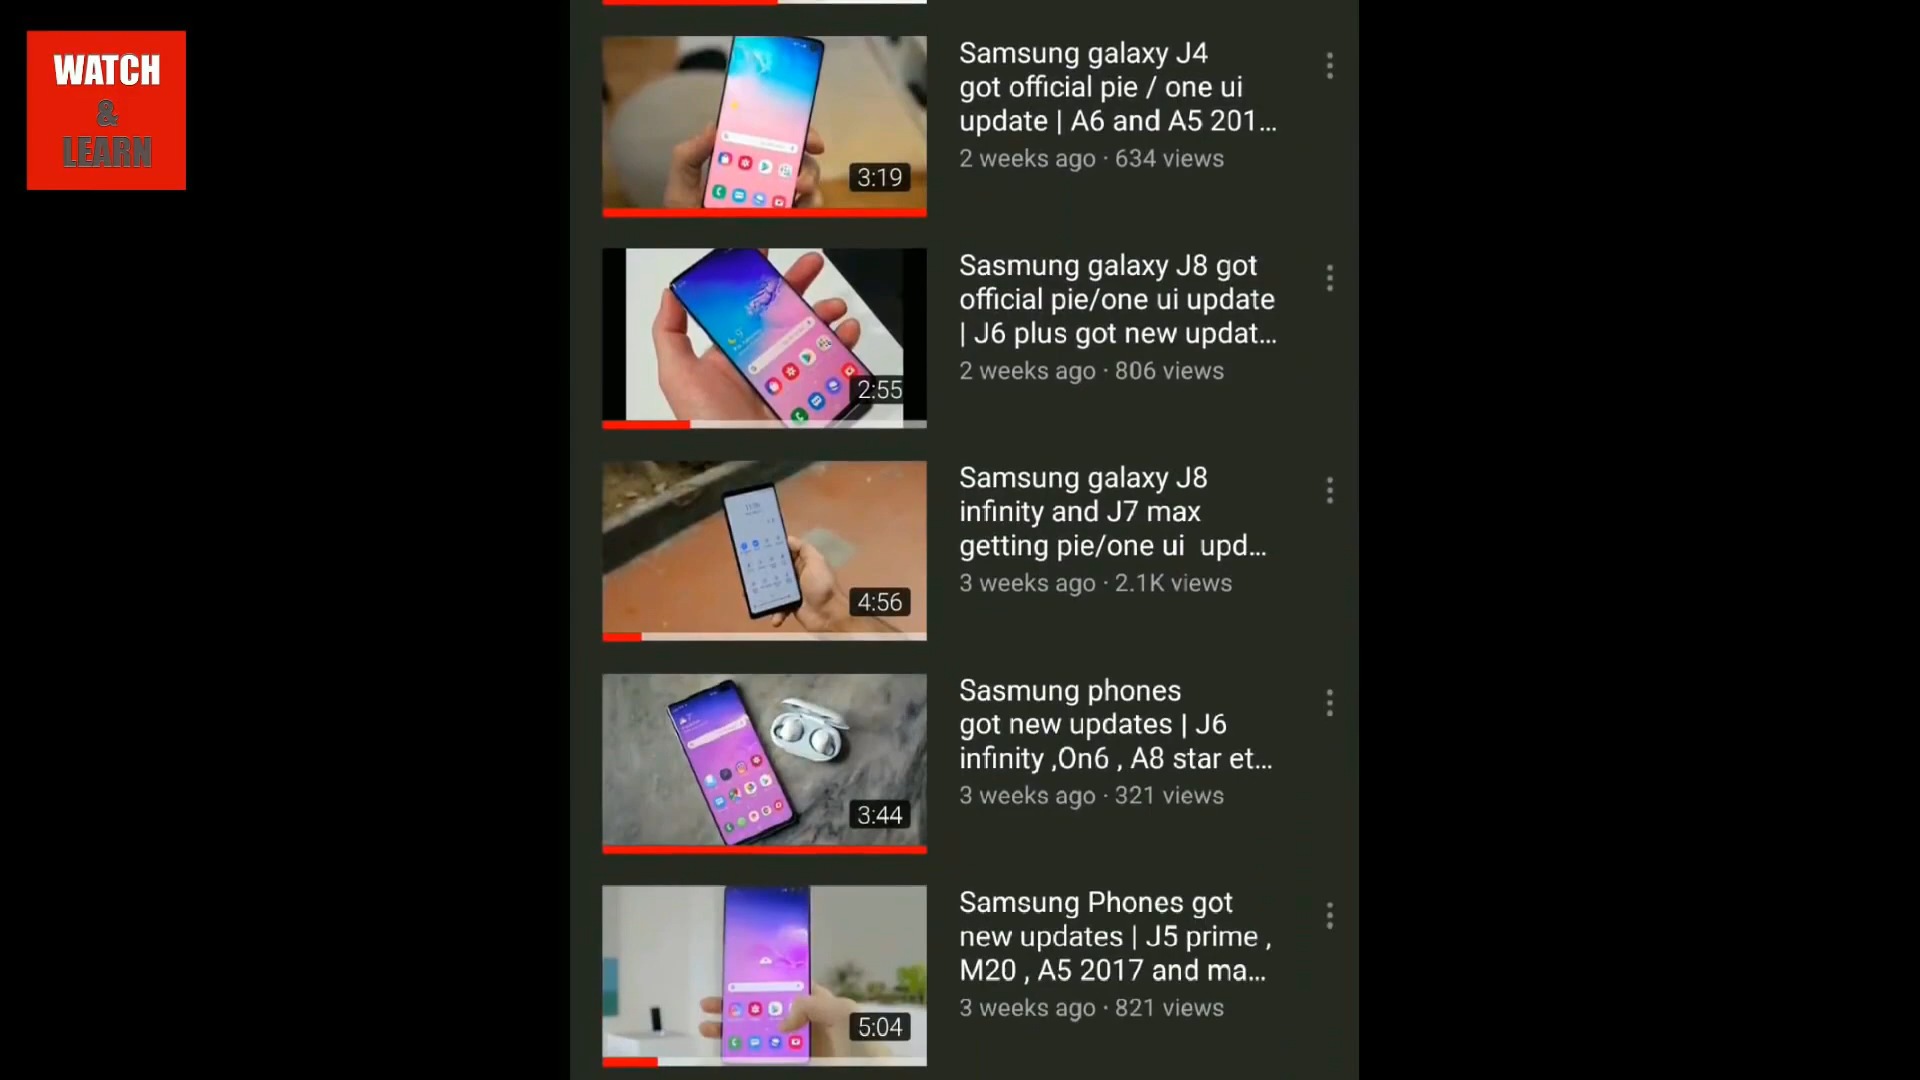 WATCH
&
LEARN
Samsung galaxy J4
got official pie / one ui
update | A6 and A5 201...
2 weeks ago · 634 views
3:19
Sasmung galaxy J8 got
official pie/one ui update
| J6 plus got new updat...
2 weeks ago · 806 views
2:55
Samsung galaxy J8
infinity and J7 max
getting pie/one ui upd...
3 weeks ago · 2.1K views
4:56
Sasmung phones
got new updates | J6
infinity ,On6 , A8 star et...
3 weeks ago · 321 views
3:44
Samsung Phones got
new updates | J5 prime ,
M20 , A5 2017 and ma...
3 weeks ago · 821 views
5:04